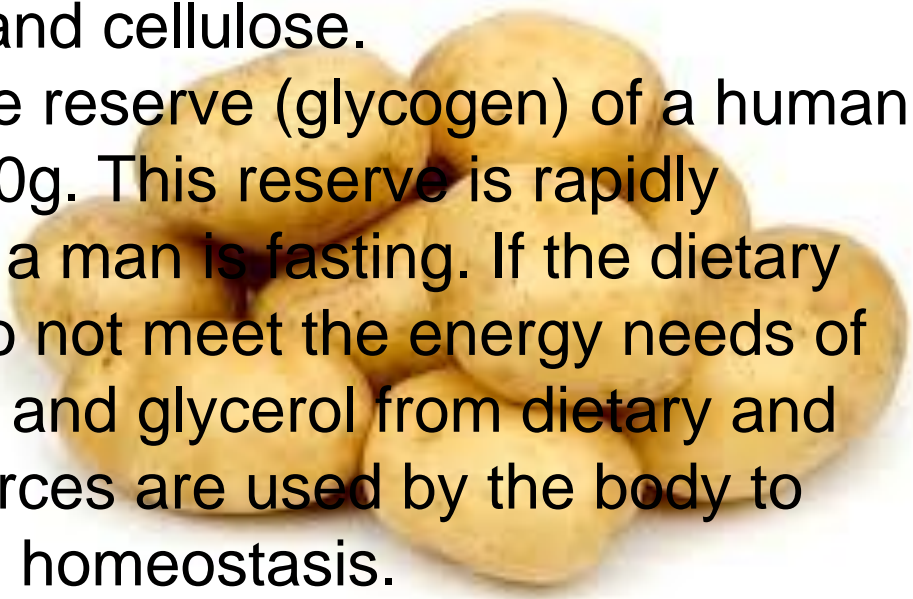 and cellulose.
e reserve (glycogen) of a human
0g. This reserve is rapidly
a man is fasting. If the dietary
o not meet the energy needs of
and glycerol from dietary and
rces are used by the body to
homeostasis.